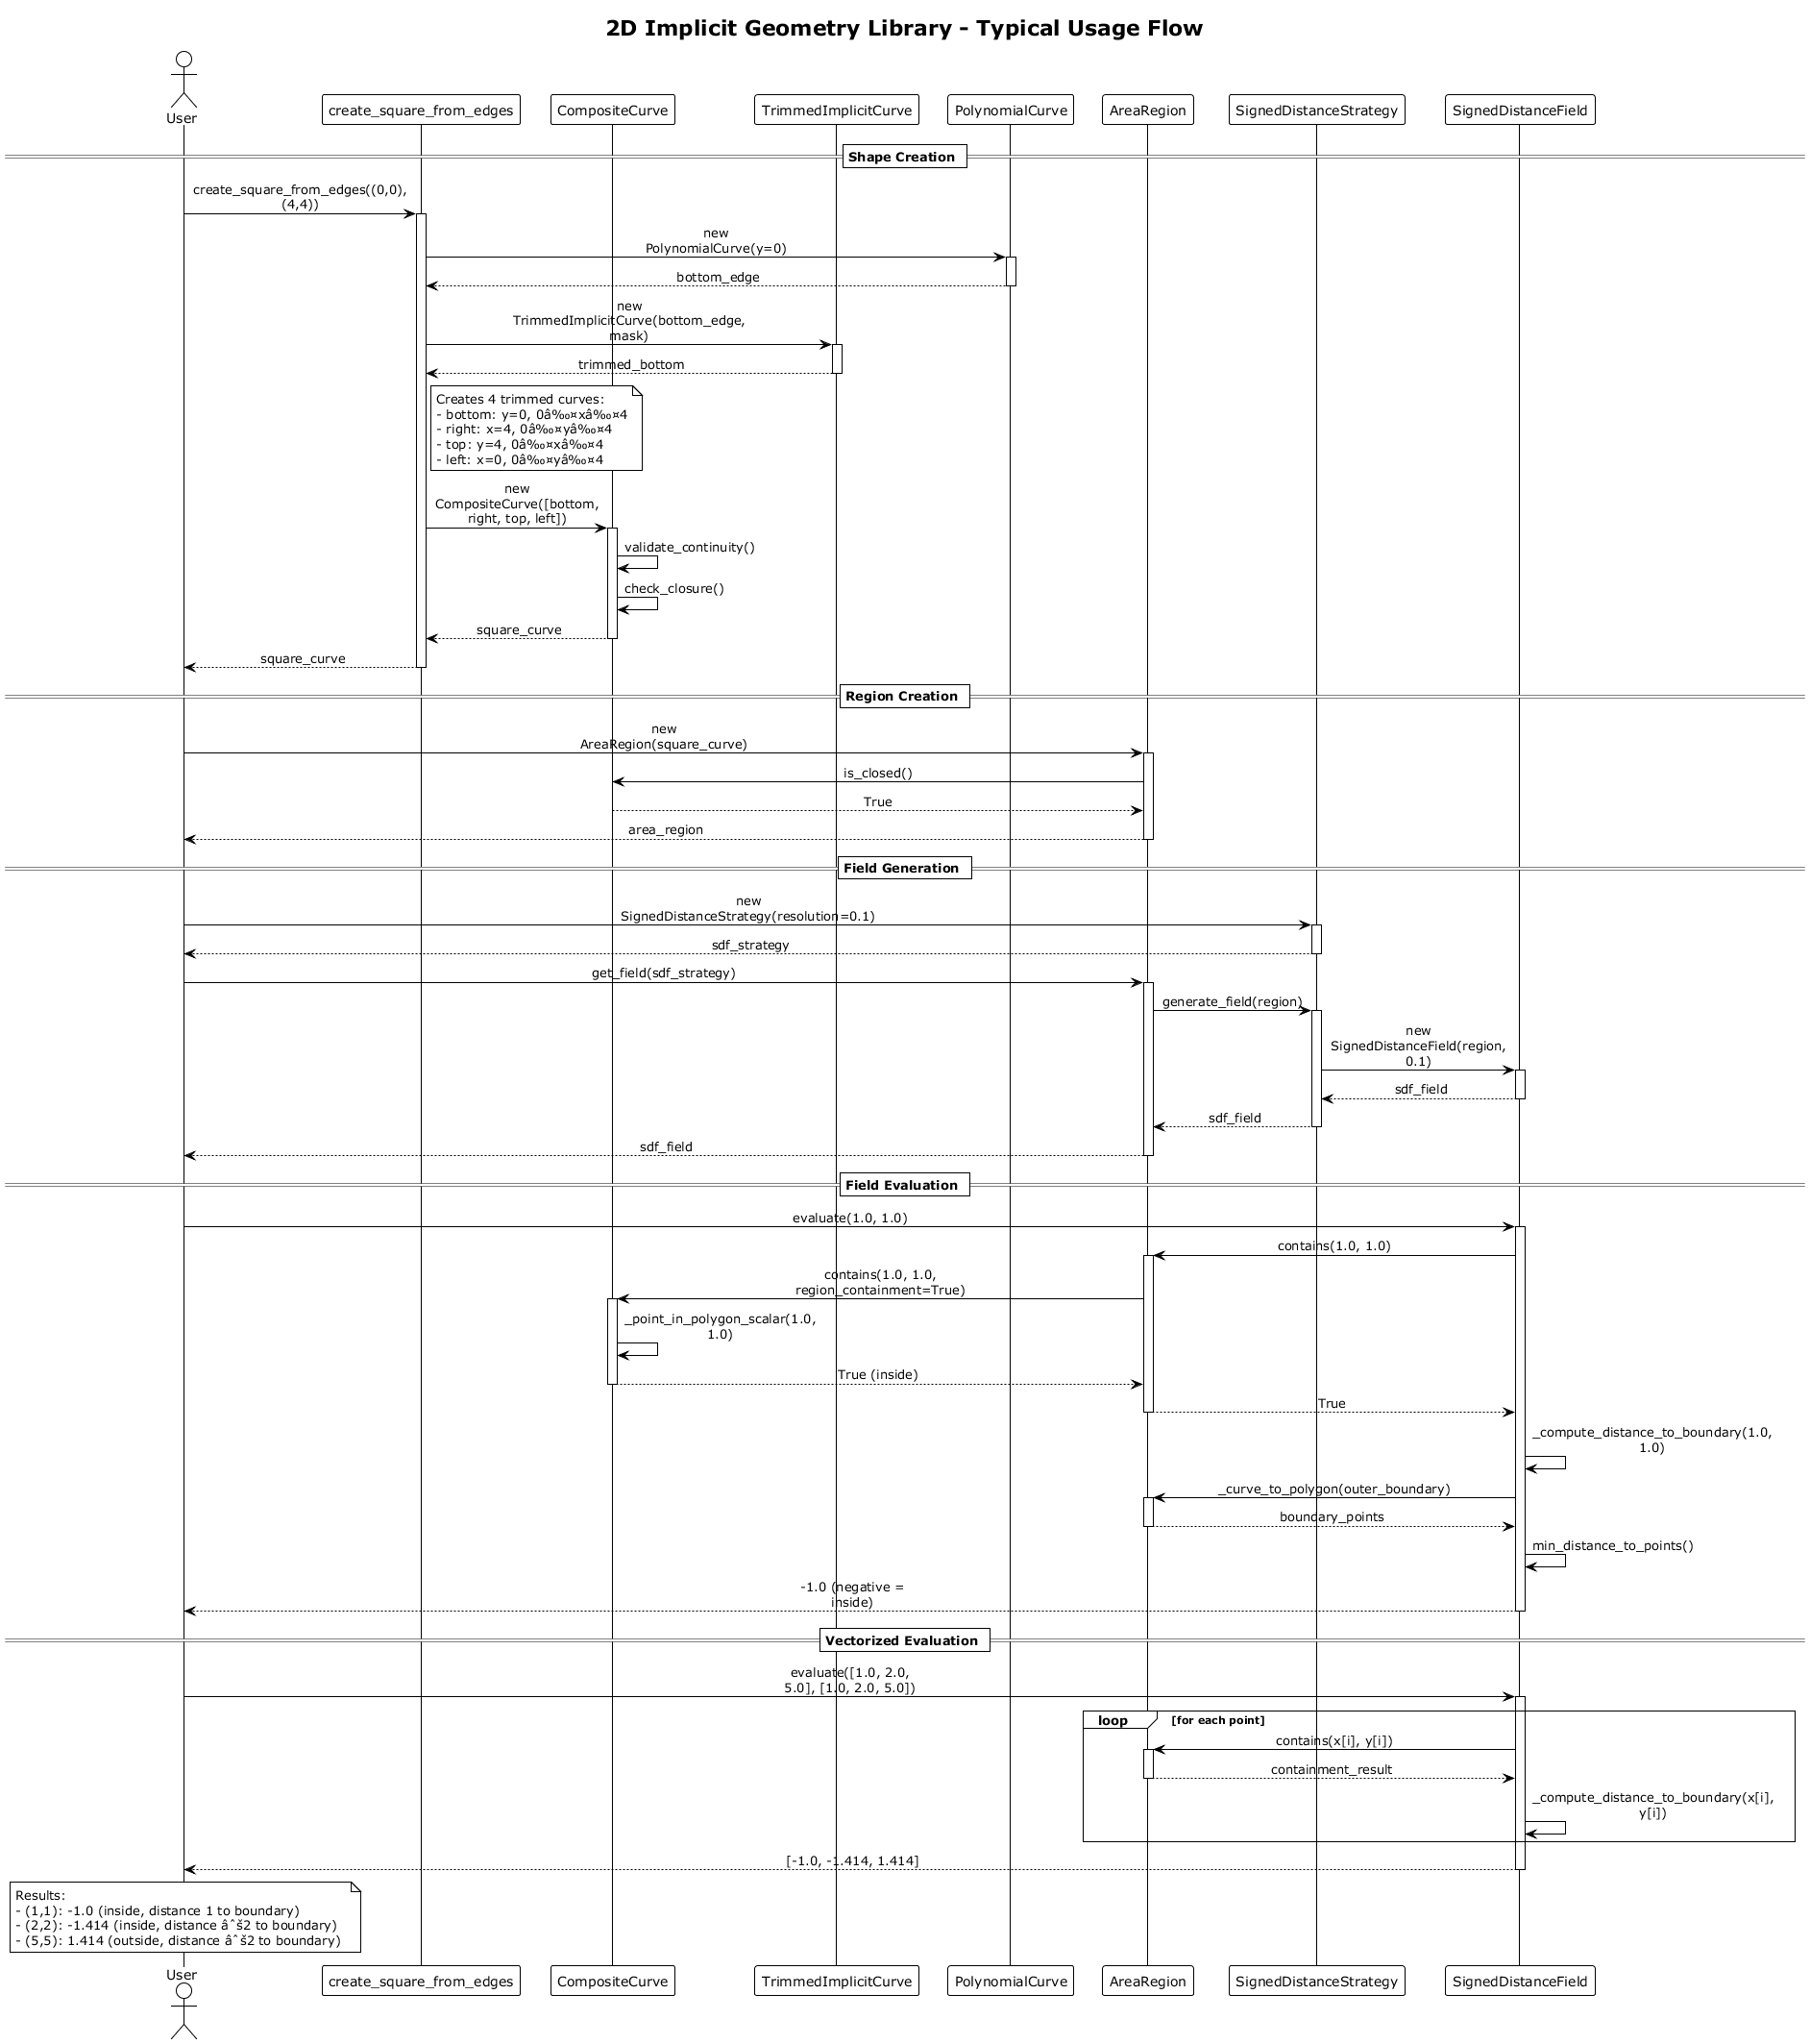 2D Implicit Geometry Library - Typical Usage Flow
User
create_square_from_edges
CompositeCurve
TrimmedImplicitCurve
PolynomialCurve
AreaRegion
SignedDistanceStrategy
SignedDistanceField
Shape Creation
create_square_from_edges((0,0),
(4,4))
new
PolynomialCurve(y=0)
bottom_edge
new
TrimmedImplicitCurve(bottom_edge,
mask)
trimmed_bottom
Creates 4 trimmed curves:
- bottom: y=0, 0â‰¤xâ‰¤4
- right: x=4, 0â‰¤yâ‰¤4
- top: y=4, 0â‰¤xâ‰¤4
- left: x=0, 0â‰¤yâ‰¤4
new
CompositeCurve([bottom,
right, top, left])
validate_continuity()
check_closure()
square_curve
square_curve
Region Creation
new
AreaRegion(square_curve)
is_closed()
True
area_region
Field Generation
new
SignedDistanceStrategy(resolution=0.1)
sdf_strategy
get_field(sdf_strategy)
generate_field(region)
new
SignedDistanceField(region,
0.1)
sdf_field
sdf_field
sdf_field
Field Evaluation
evaluate(1.0, 1.0)
contains(1.0, 1.0)
contains(1.0, 1.0,
region_containment=True)
_point_in_polygon_scalar(1.0,
1.0)
True (inside)
True
_compute_distance_to_boundary(1.0,
1.0)
_curve_to_polygon(outer_boundary)
boundary_points
min_distance_to_points()
-1.0 (negative =
inside)
Vectorized Evaluation
evaluate([1.0, 2.0,
5.0], [1.0, 2.0, 5.0])
loop
[for each point]
contains(x[i], y[i])
containment_result
_compute_distance_to_boundary(x[i],
y[i])
[-1.0, -1.414, 1.414]
Results:
- (1,1): -1.0 (inside, distance 1 to boundary)
- (2,2): -1.414 (inside, distance âˆš2 to boundary)
- (5,5): 1.414 (outside, distance âˆš2 to boundary)
User
create_square_from_edges
CompositeCurve
TrimmedImplicitCurve
PolynomialCurve
AreaRegion
SignedDistanceStrategy
SignedDistanceField